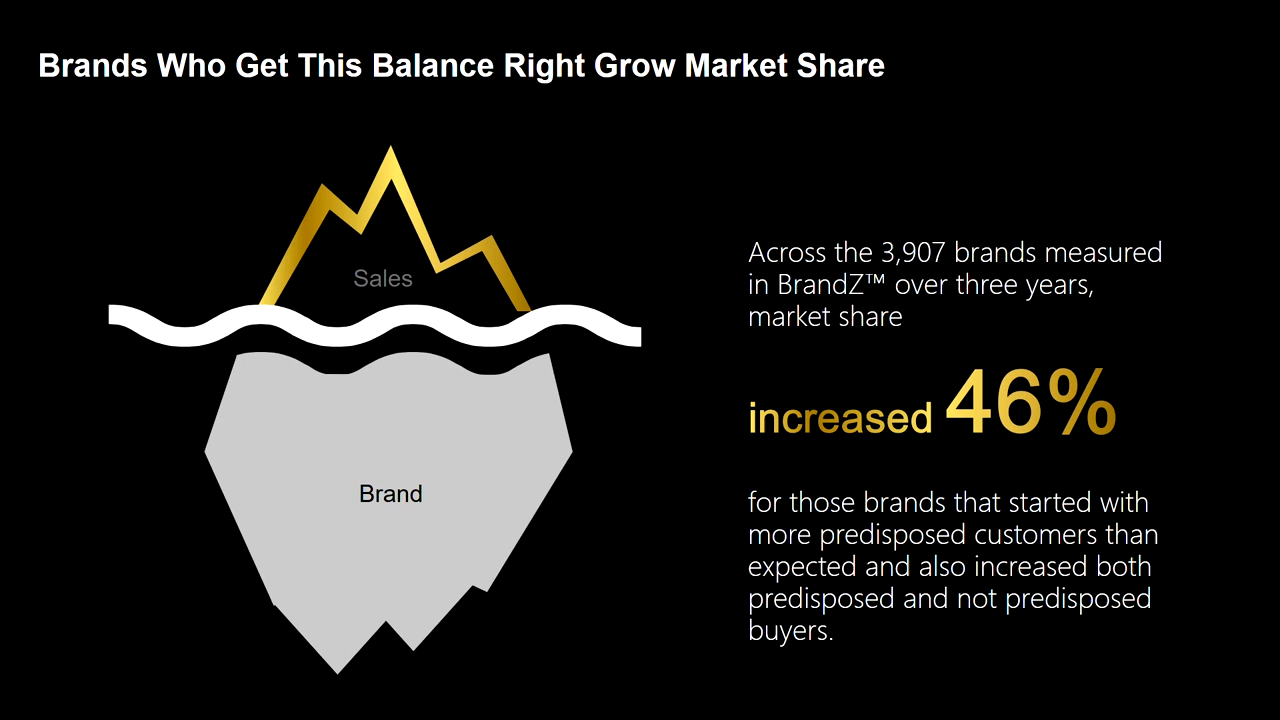 Brands Who Get This Balance Right Grow Market Share
Sales
Brand
Across the 3,907 brands measured
in BrandZ™ over three years,
market share
increased 46%
for those brands that started with
more predisposed customers than
expected and also increased both
predisposed and not predisposed
buyers.